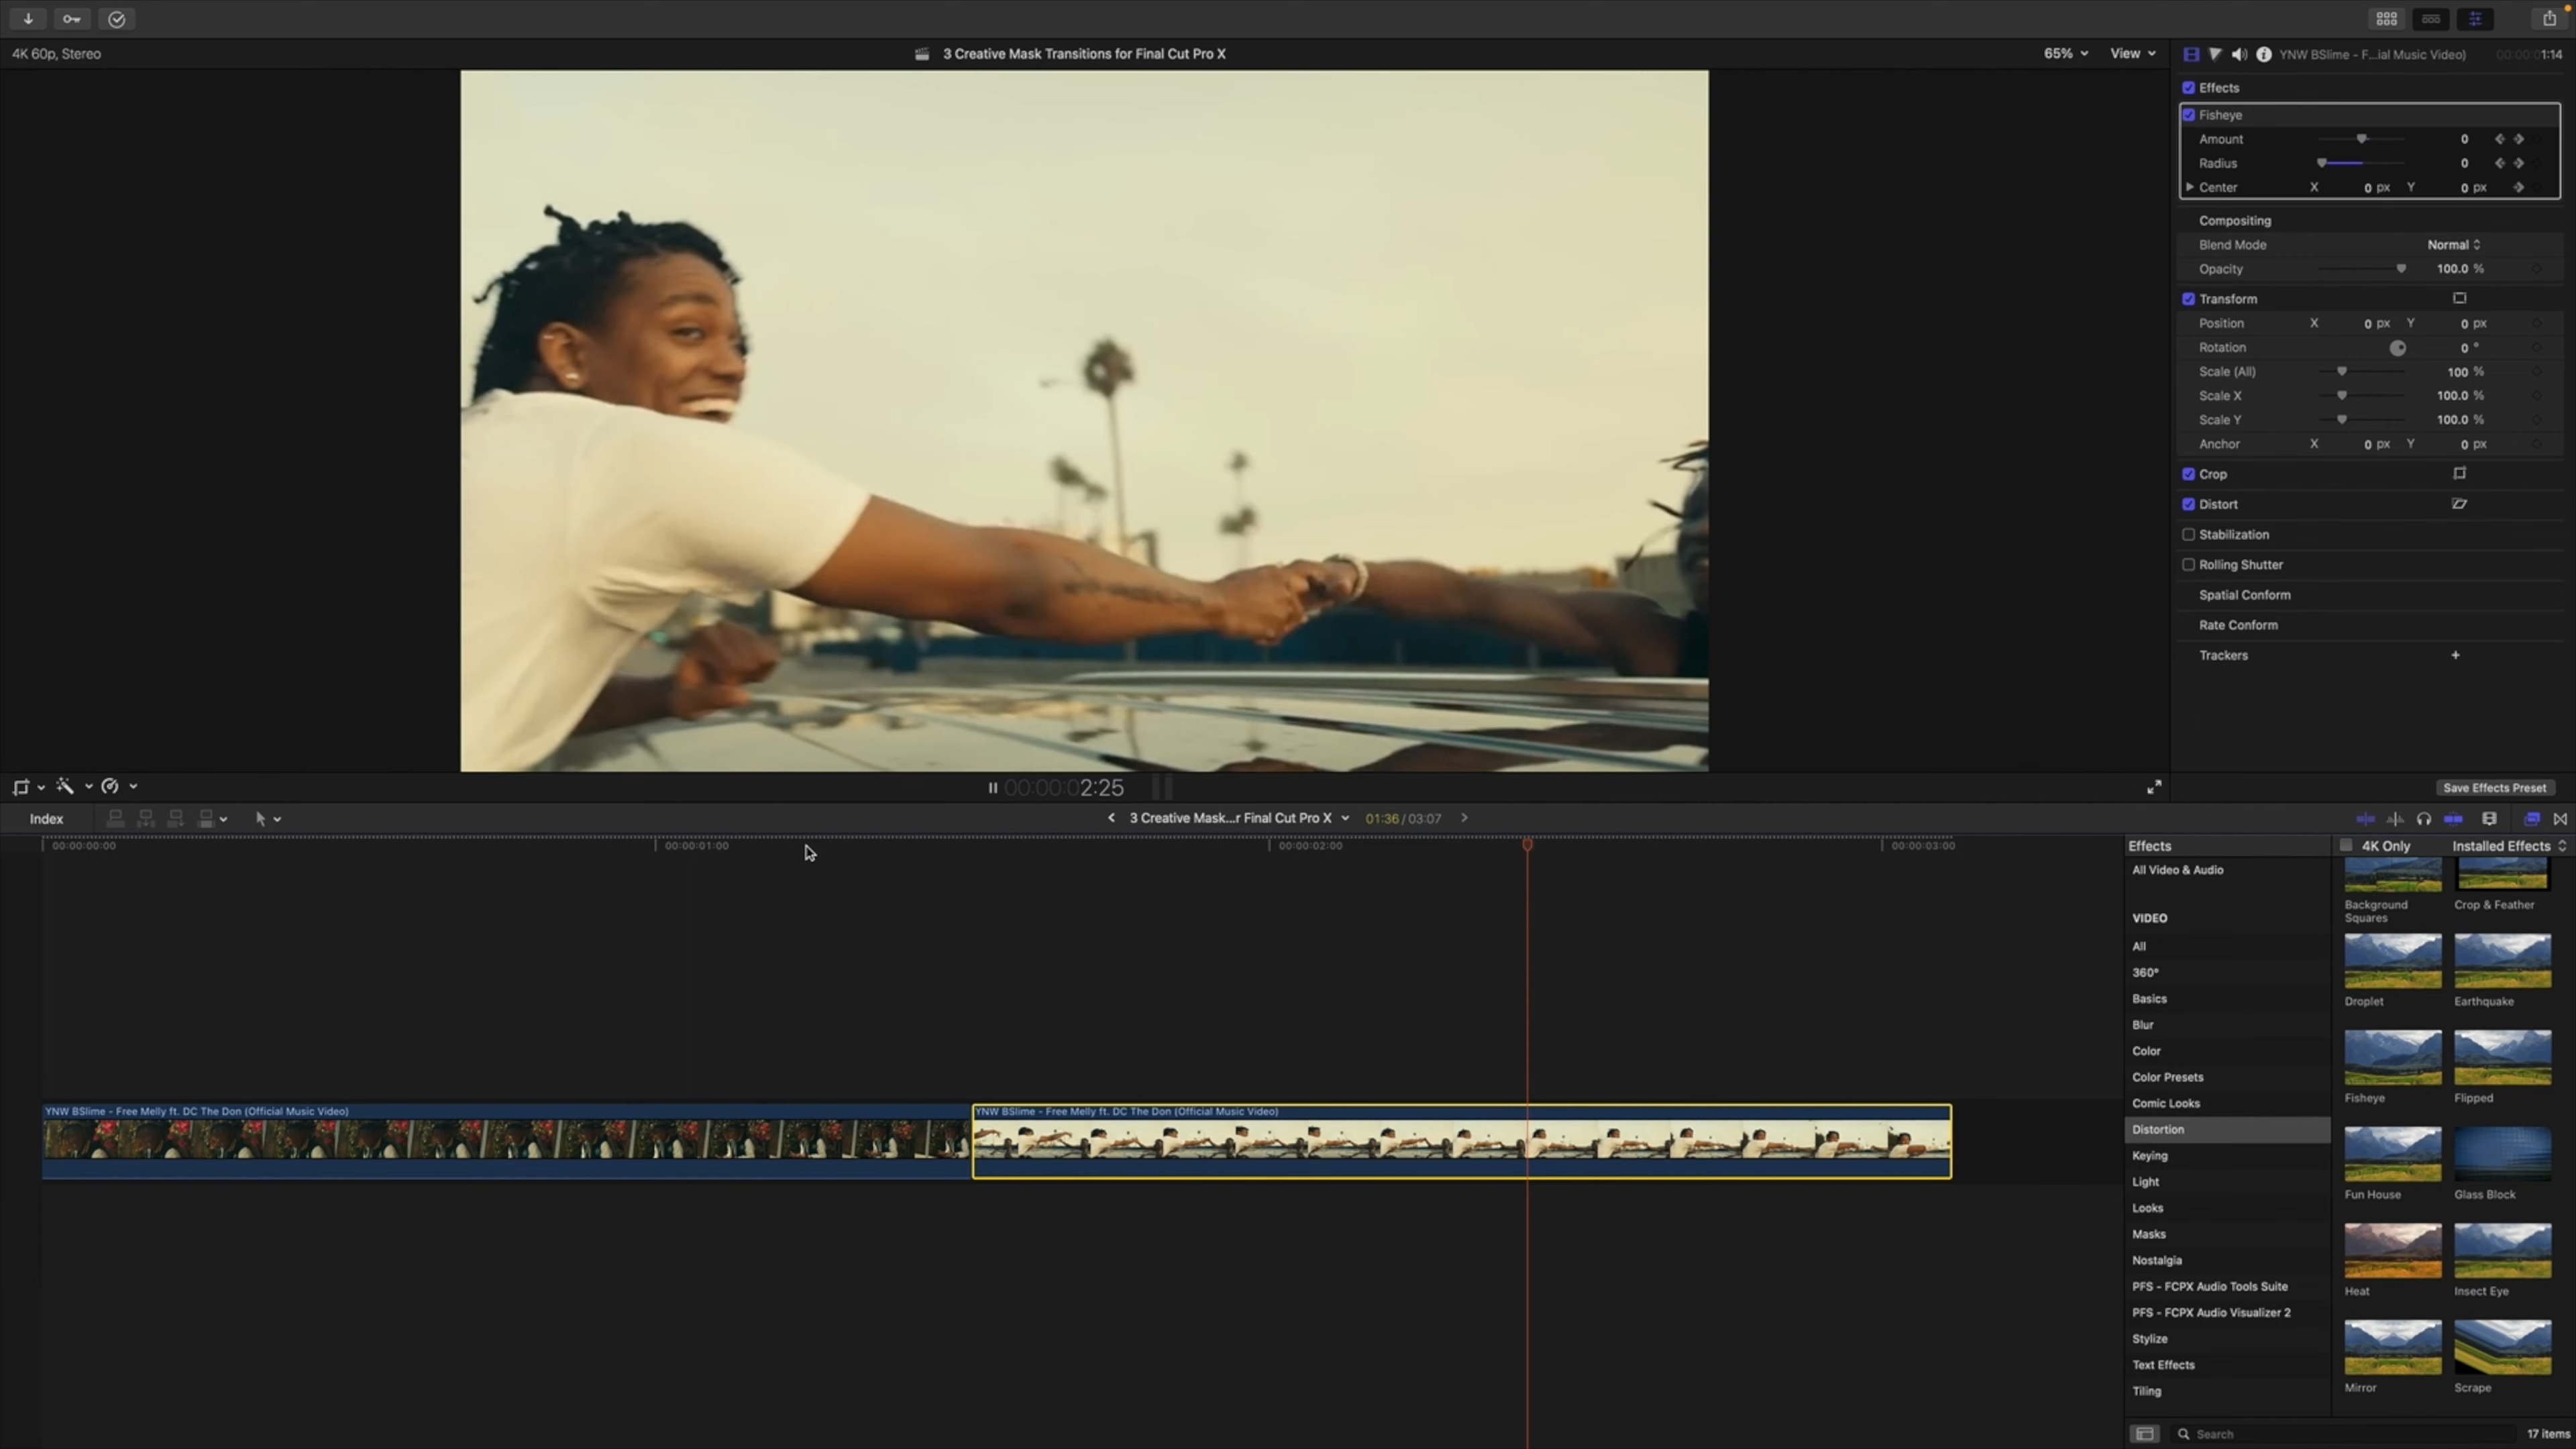 4K 60p, Stereo
3 Creative Mask Transitions for Final Cut Pro X
65%
View
YNW BSlime - F...ial Music Video)
00:00:01:14
Effects
Fisheye
Amount 0
Radius 0
Center X 0 px Y 0 px
Compositing
Blend Mode Normal
Opacity 100.0 %
Transform
Position X 0 px Y 0 px
Rotation 0 °
Scale (All) 100 %
Scale X 100.0 %
Scale Y 100.0 %
Anchor X 0 px Y 0 px
Crop
Distort
Stabilization
Rolling Shutter
Spatial Conform
Rate Conform
Trackers +
00:00:02:25
Save Effects Preset
Index
3 Creative Mask...r Final Cut Pro X
01:36 / 03:07
00:00:00:00
00:00:01:00
00:00:02:00
00:00:03:00
YNW BSlime - Free Melly ft. DC The Don (Official Music Video)
YNW BSlime - Free Melly ft. DC The Don (Official Music Video)
Effects
4K Only
Installed Effects
All Video & Audio
VIDEO
All
360°
Basics
Blur
Color
Color Presets
Comic Looks
Distortion
Keying
Light
Looks
Masks
Nostalgia
PFS - FCPX Audio Tools Suite
PFS - FCPX Audio Visualizer 2
Stylize
Text Effects
Tiling
Background
Squares
Crop & Feather
Droplet
Earthquake
Fisheye
Flipped
Fun House
Glass Block
Heat
Insect Eye
Mirror
Scrape
Search
17 items